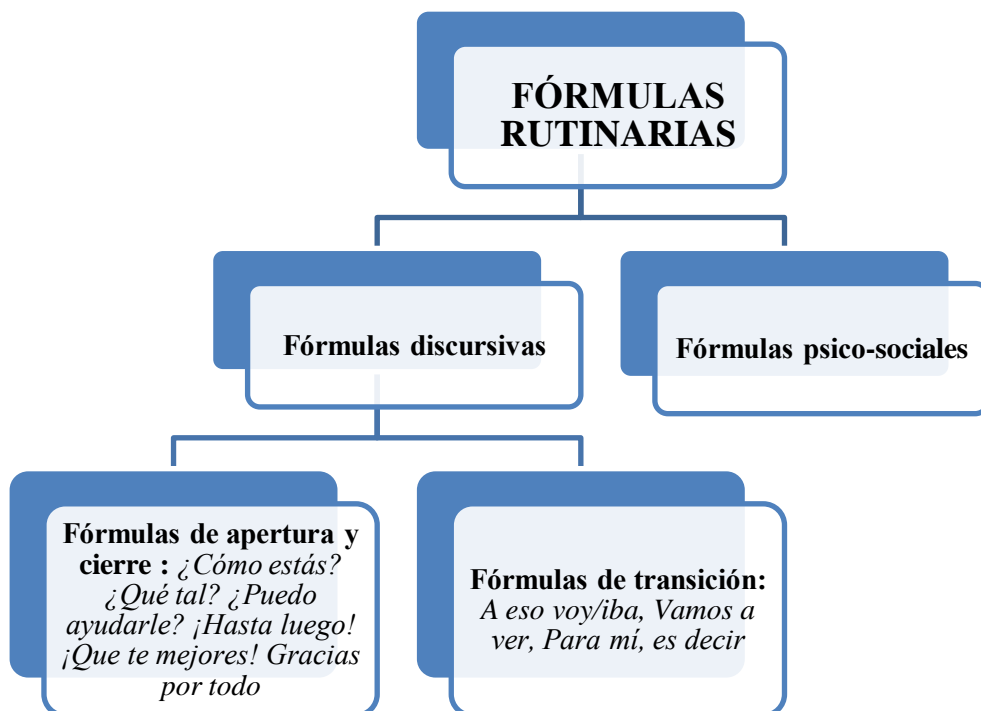 FÓRMULAS
RUTINARIAS
Fórmulas discursivas
Fórmulas psico-sociales
Fórmulas de apertura y
cierre : ¿Cómo estás?
¿Qué tal? ¿Puedo
ayudarle? ¡Hasta luego!
¡Que te mejores! Gracias
por todo
Fórmulas de transición:
A eso voy/iba, Vamos a
ver, Para mí, es decir